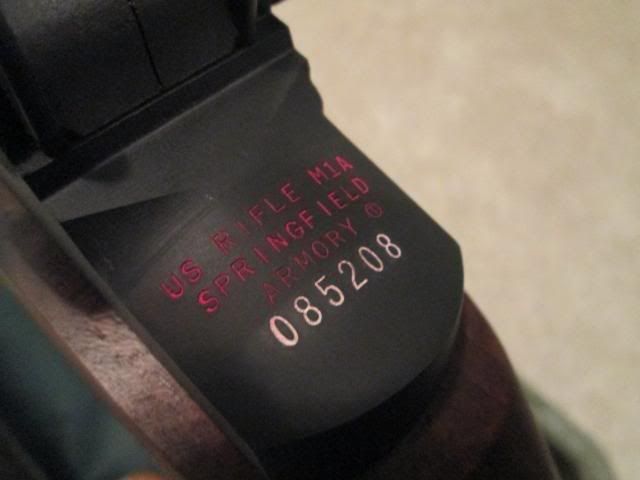 US RIFLE M1A
SPRINGFIELD
ARMORY ®
085208